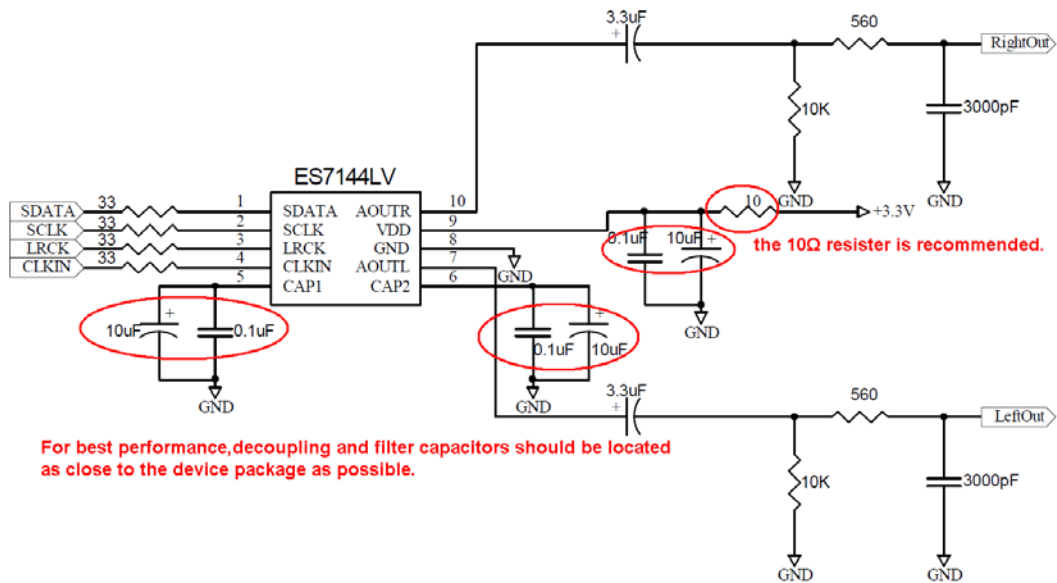 3.3uF
+
560
RightOut
10K
3000pF
GND
GND
ES7144LV
SDATA 33 1 SDATA AOUTR 10
SCLK 33 2 SCLK VDD 9
LRCK 33 3 LRCK GND 8
CLKIN 33 4 CLKIN AOUTL 7
5 CAP1 CAP2 6
GND
10
+3.3V
0.1uF 10uF +
the 10Ω resister is recommended.
GND
10uF + 0.1uF
GND
0.1uF + 10uF
GND
3.3uF
+
560
LeftOut
For best performance,decoupling and filter capacitors should be located
as close to the device package as possible.
10K
3000pF
GND
GND